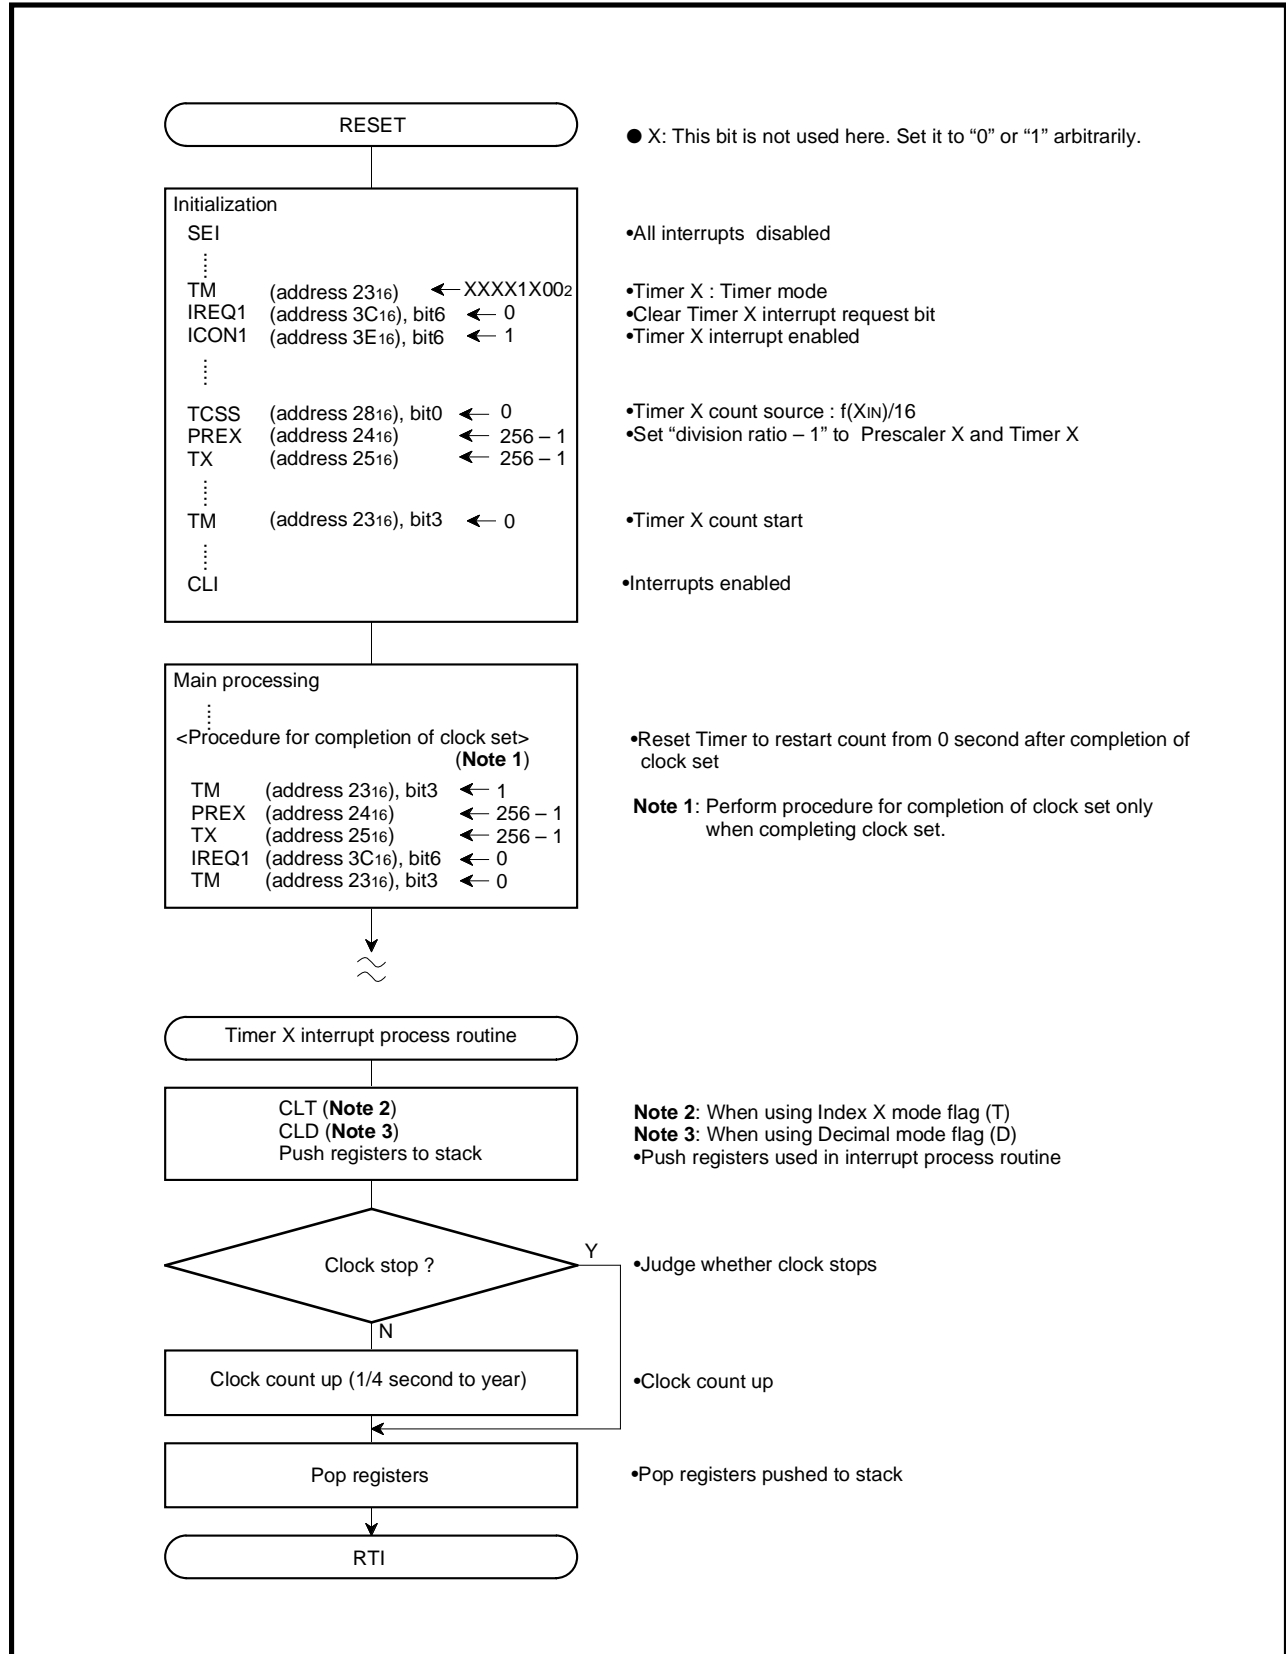 RESET
● X: This bit is not used here. Set it to “0” or “1” arbitrarily.
Initialization
SEI •All interrupts disabled
TM (address 2316) ← XXXX1X002 •Timer X : Timer mode
IREQ1 (address 3C16), bit6 ← 0 •Clear Timer X interrupt request bit
ICON1 (address 3E16), bit6 ← 1 •Timer X interrupt enabled
TCSS (address 2816), bit0 ← 0 •Timer X count source : f(XIN)/16
PREX (address 2416) ← 256 – 1 •Set “division ratio – 1” to Prescaler X and Timer X
TX (address 2516) ← 256 – 1
TM (address 2316), bit3 ← 0 •Timer X count start
CLI •Interrupts enabled
Main processing
<Procedure for completion of clock set> •Reset Timer to restart count from 0 second after completion of
(Note 1) clock set
TM (address 2316), bit3 ← 1
PREX (address 2416) ← 256 – 1
TX (address 2516) ← 256 – 1
IREQ1 (address 3C16), bit6 ← 0
TM (address 2316), bit3 ← 0
Note 1: Perform procedure for completion of clock set only
when completing clock set.
Timer X interrupt process routine
CLT (Note 2)
CLD (Note 3)
Push registers to stack
Note 2: When using Index X mode flag (T)
Note 3: When using Decimal mode flag (D)
•Push registers used in interrupt process routine
Clock stop ?
Y
•Judge whether clock stops
N
Clock count up (1/4 second to year)
•Clock count up
Pop registers
•Pop registers pushed to stack
RTI